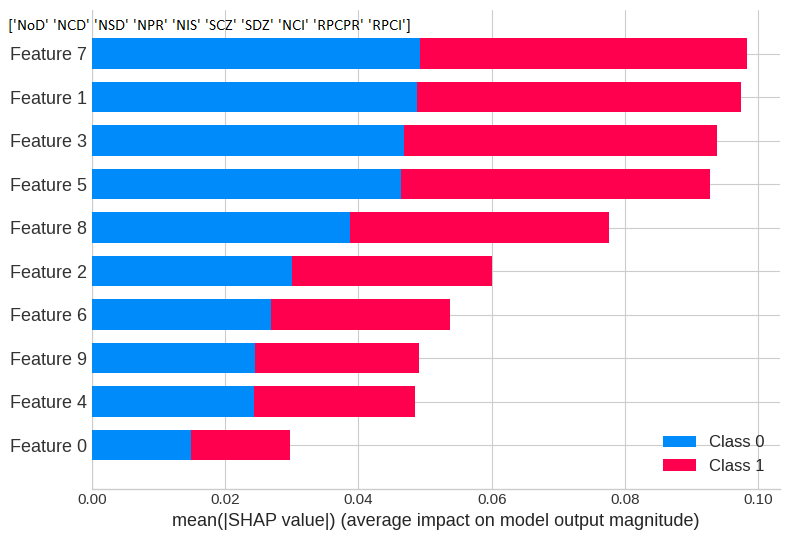 ['NoD' 'NCD' 'NSD' 'NPR' 'NIS' 'SCZ' 'SDZ' 'NCI' 'RPCPR' 'RPCI']
Feature 7
Feature 1
Feature 3
Feature 5
Feature 8
Feature 2
Feature 6
Feature 9
Feature 4
Feature 0
Class 0
Class 1
0.00 0.02 0.04 0.06 0.08 0.10
mean(|SHAP value|) (average impact on model output magnitude)